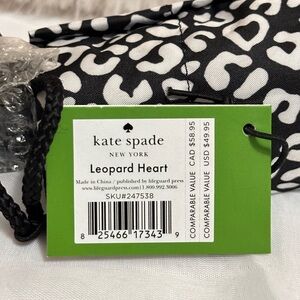 kate spade
NEW YORK
Leopard Heart
Made in China / published by lifeguard press
www.lifeguardpress.com | 1.800.992.3006
SKU#247538
8 25466 17343 9
COMPARABLE VALUE CAD $58.95
COMPARABLE VALUE USD $49.95